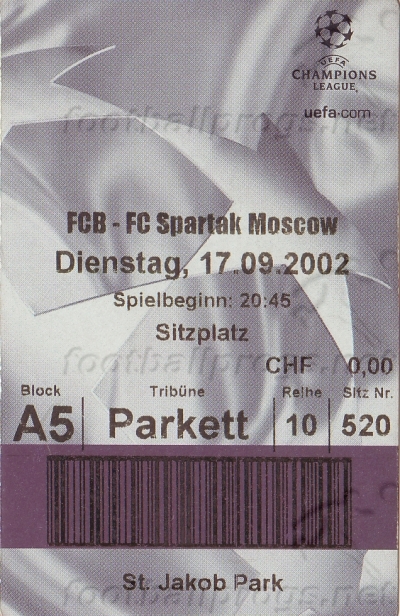 UEFA
CHAMPIONS
LEAGUE
uefa.com
FCB - FC Spartak Moscow
Dienstag, 17.09.2002
Spielbeginn: 20:45
Sitzplatz
CHF 0,00
Block Tribüne Reihe Sitz Nr.
A5 Parkett 10 520
St. Jakob Park